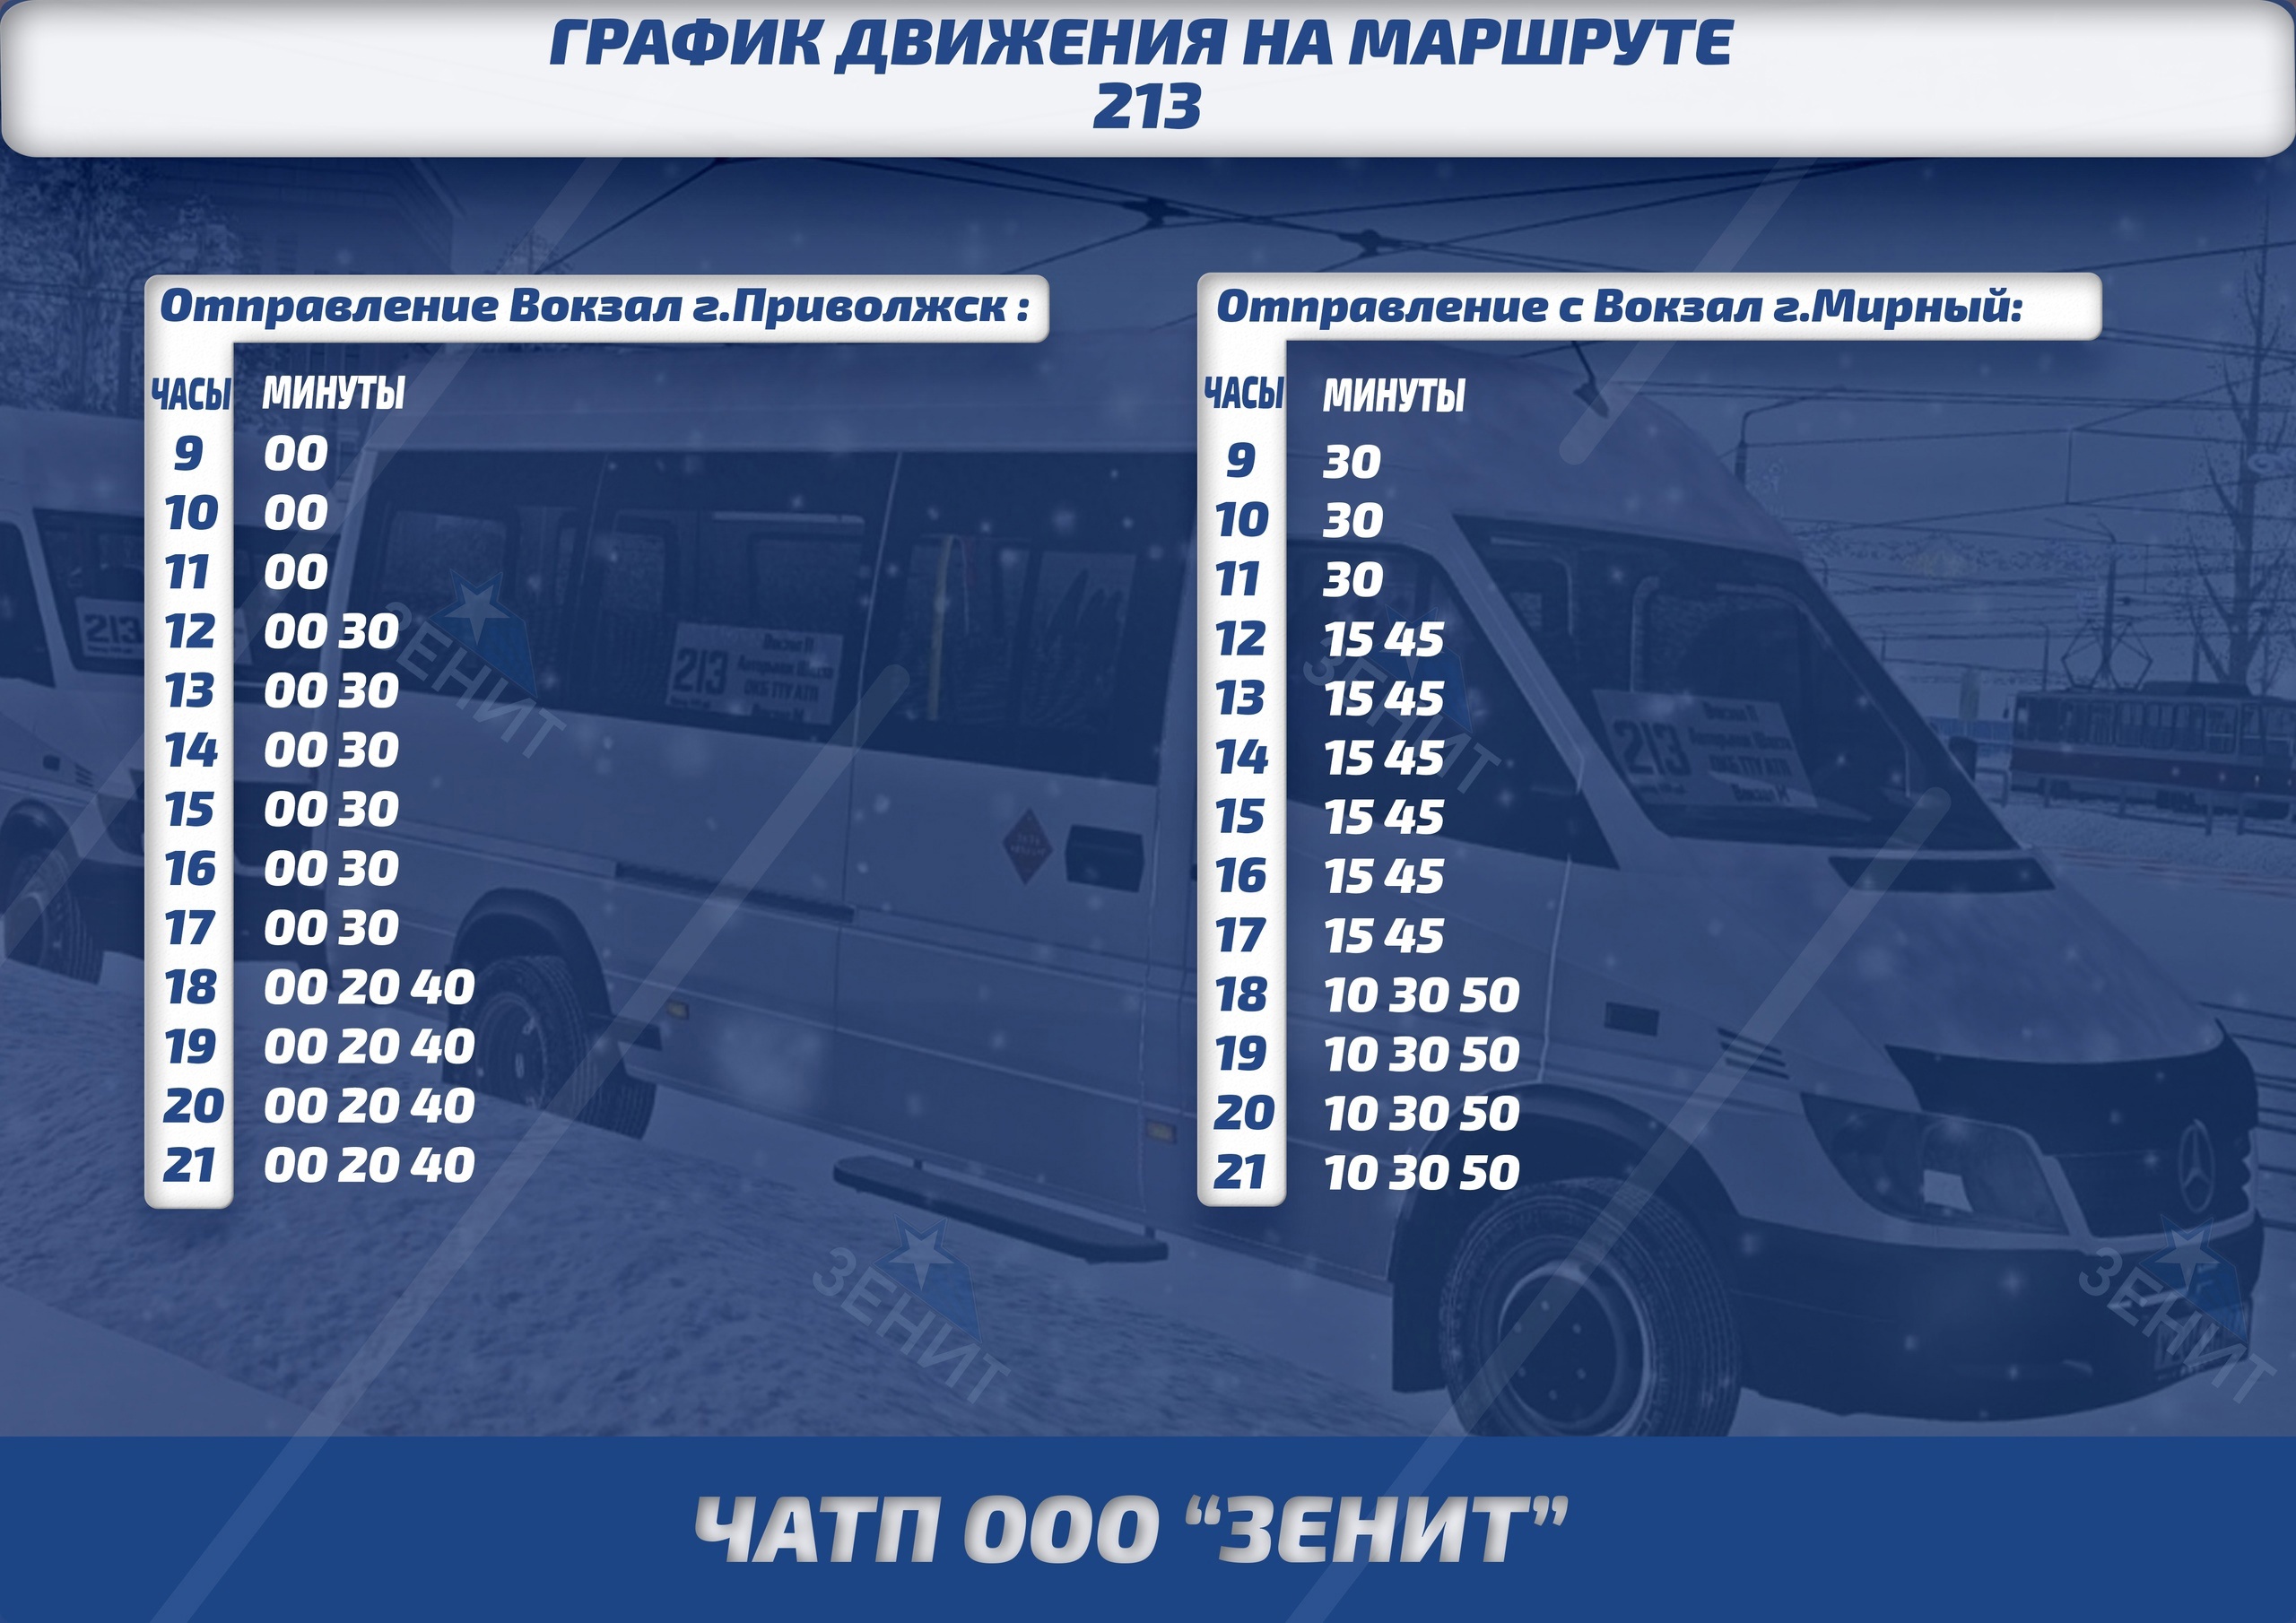 ГРАФИК ДВИЖЕНИЯ НА МАРШРУТЕ
213
Отправление Вокзал г.Приволжск :
ЧАСЫ МИНУТЫ
9 00
10 00
11 00
12 00 30
13 00 30
14 00 30
15 00 30
16 00 30
17 00 30
18 00 20 40
19 00 20 40
20 00 20 40
21 00 20 40
Отправление с Вокзал г.Мирный:
ЧАСЫ МИНУТЫ
9 30
10 30
11 30
12 15 45
13 15 45
14 15 45
15 15 45
16 15 45
17 15 45
18 10 30 50
19 10 30 50
20 10 30 50
21 10 30 50
213
213
213
ЗЕНИТ
ЗЕНИТ
ЗЕНИТ
ЗЕНИТ
ЧАТП ООО “ЗЕНИТ”